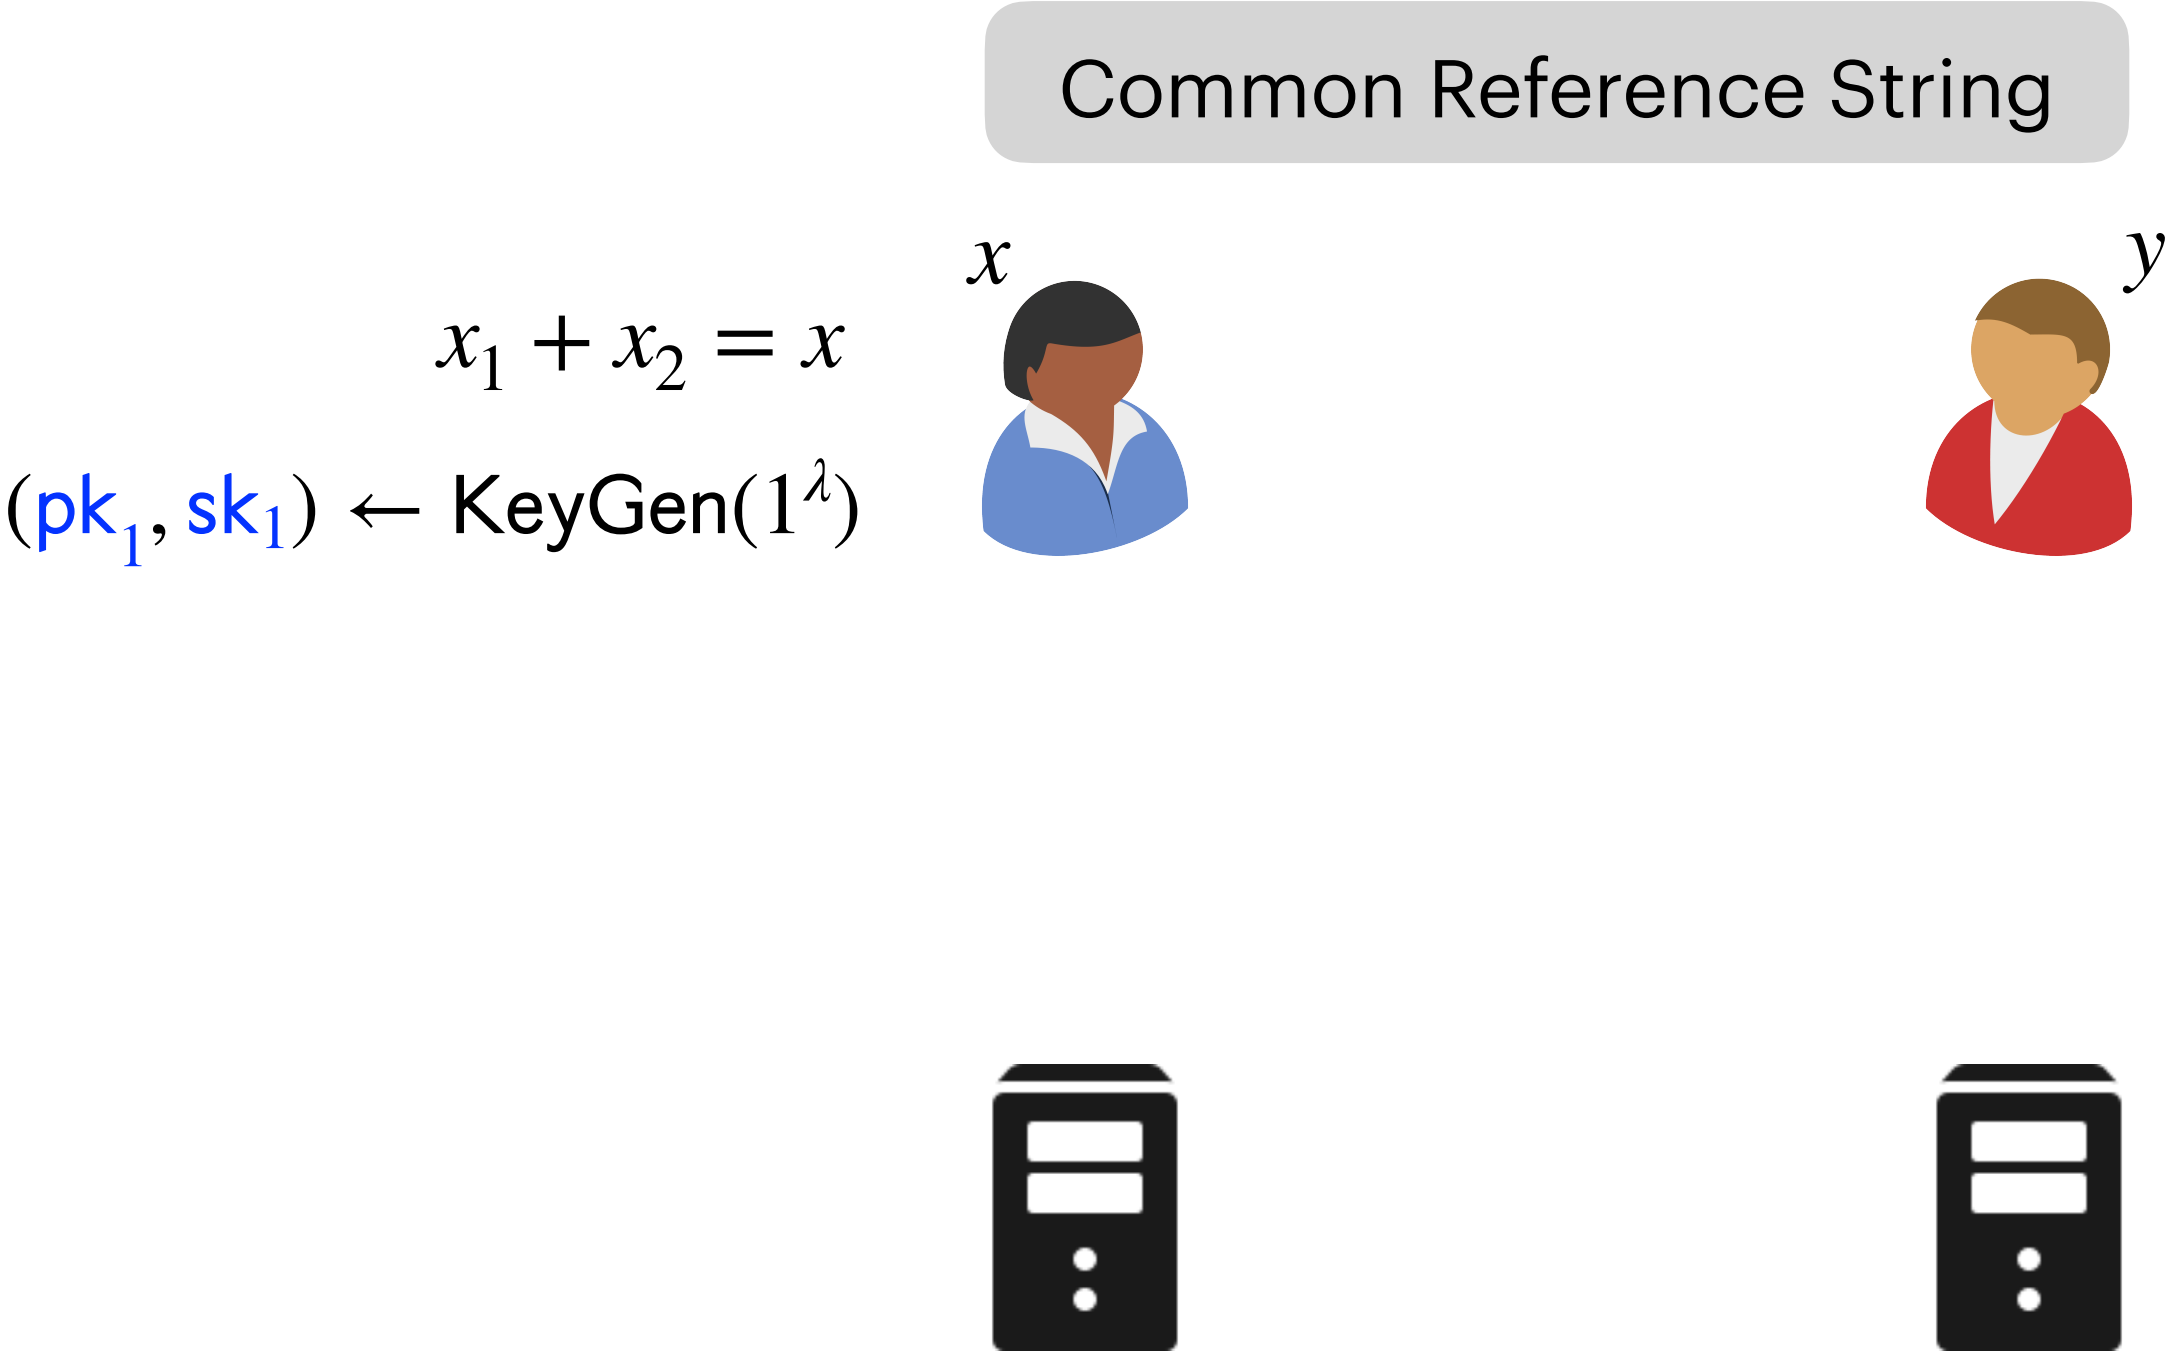 Common Reference String
x
y
x₁ + x₂ = x
(pk₁, sk₁) ← KeyGen(1^λ)